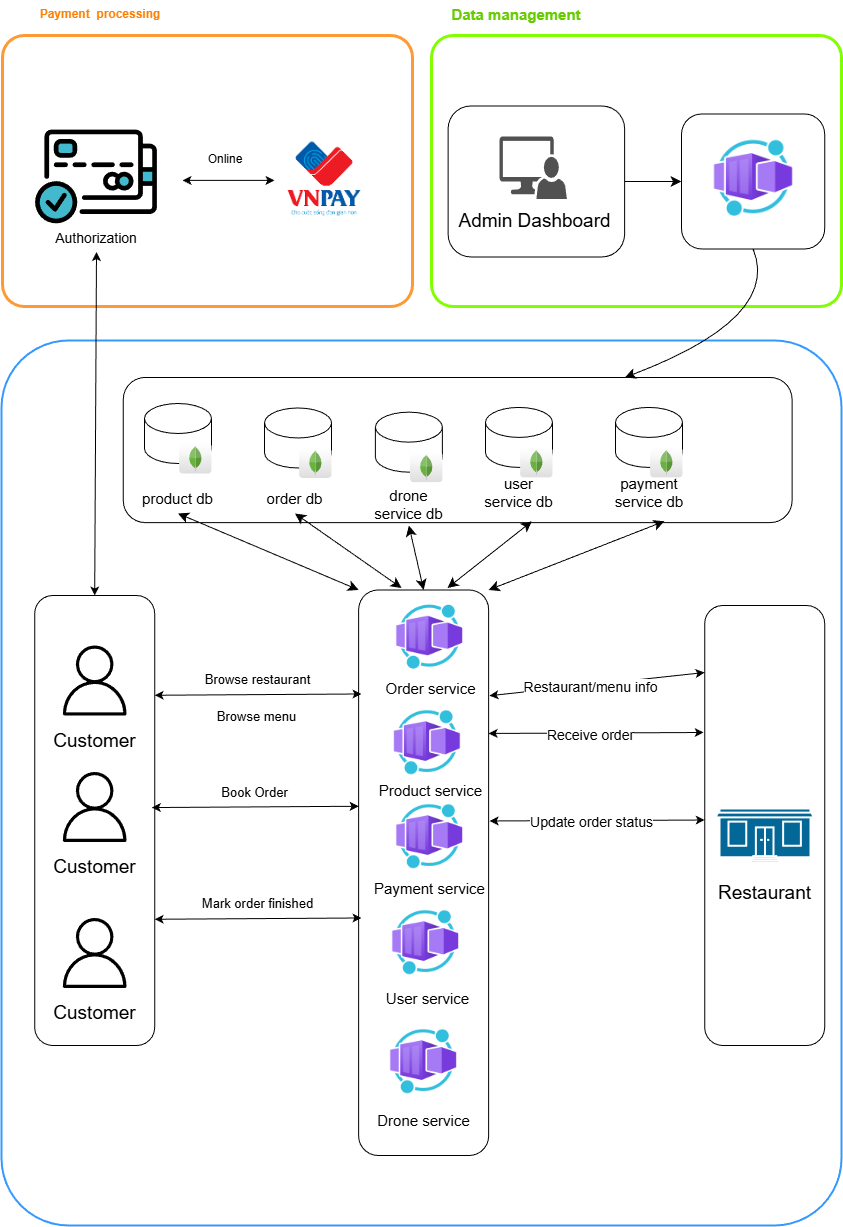 Payment  processing
Data management
Online
VNPAY
Authorization
Admin Dashboard
product db
order db
drone
service db
user
service db
payment
service db
Customer
Customer
Customer
Browse restaurant
Browse menu
Book Order
Mark order finished
Order service
Product service
Payment service
User service
Drone service
Restaurant/menu info
Receive order
Update order status
Restaurant